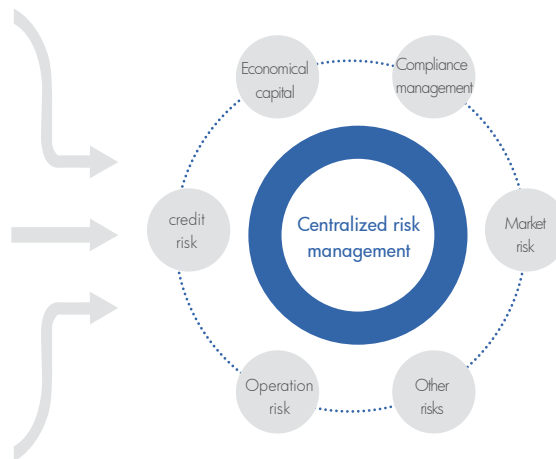 Economical
capital
Compliance
management
credit
risk
Centralized risk
management
Market
risk
Operation
risk
Other
risks